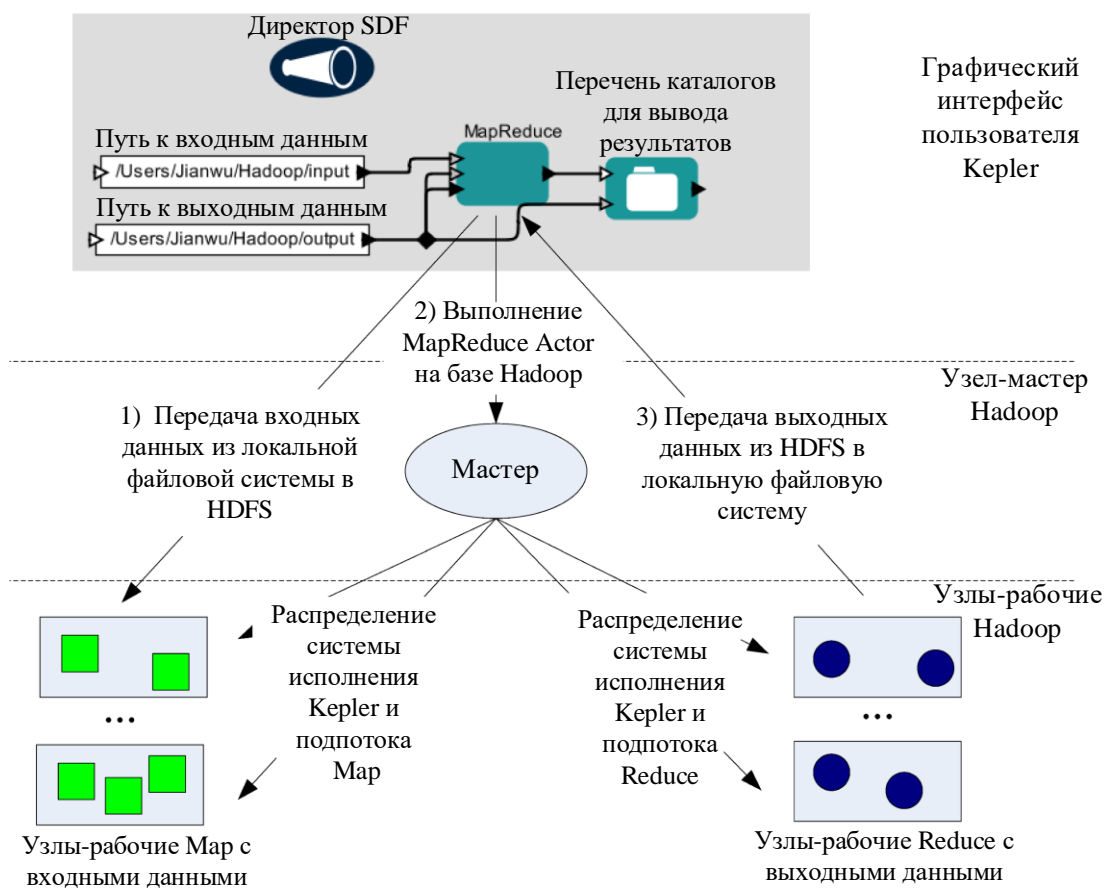 Директор SDF
Графический
интерфейс
пользователя
Kepler
Перечень каталогов
для вывода
результатов
MapReduce
Путь к входным данным
/Users/Jianwu/Hadoop/input
Путь к выходным данным
/Users/Jianwu/Hadoop/output
2) Выполнение
MapReduce Actor
на базе Hadoop
Узел-мастер
Hadoop
1) Передача входных
данных из локальной
файловой системы в
HDFS
Мастер
3) Передача выходных
данных из HDFS в
локальную файловую
систему
Узлы-рабочие
Hadoop
Распределение
системы
исполнения
Kepler и
подпотока
Map
Распределение
системы
исполнения
Kepler и
подпотока
Reduce
...
...
Узлы-рабочие Map с
входными данными
Узлы-рабочие Reduce с
выходными данными